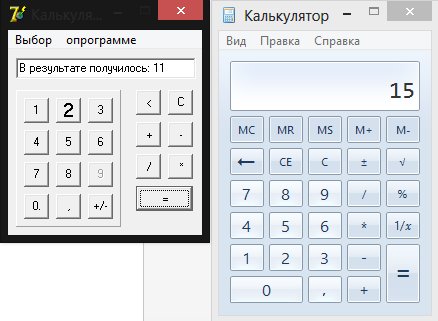 Калькуля...
Выбор опрограмме
В результате получилось: 11
1 2 3 < C
4 5 6 + -
7 8 9 / *
0. , +/- =
Калькулятор
Вид Правка Справка
15
MC MR MS M+ M-
← CE C ± √
7 8 9 / %
4 5 6 * 1/x
1 2 3 - =
0 , +